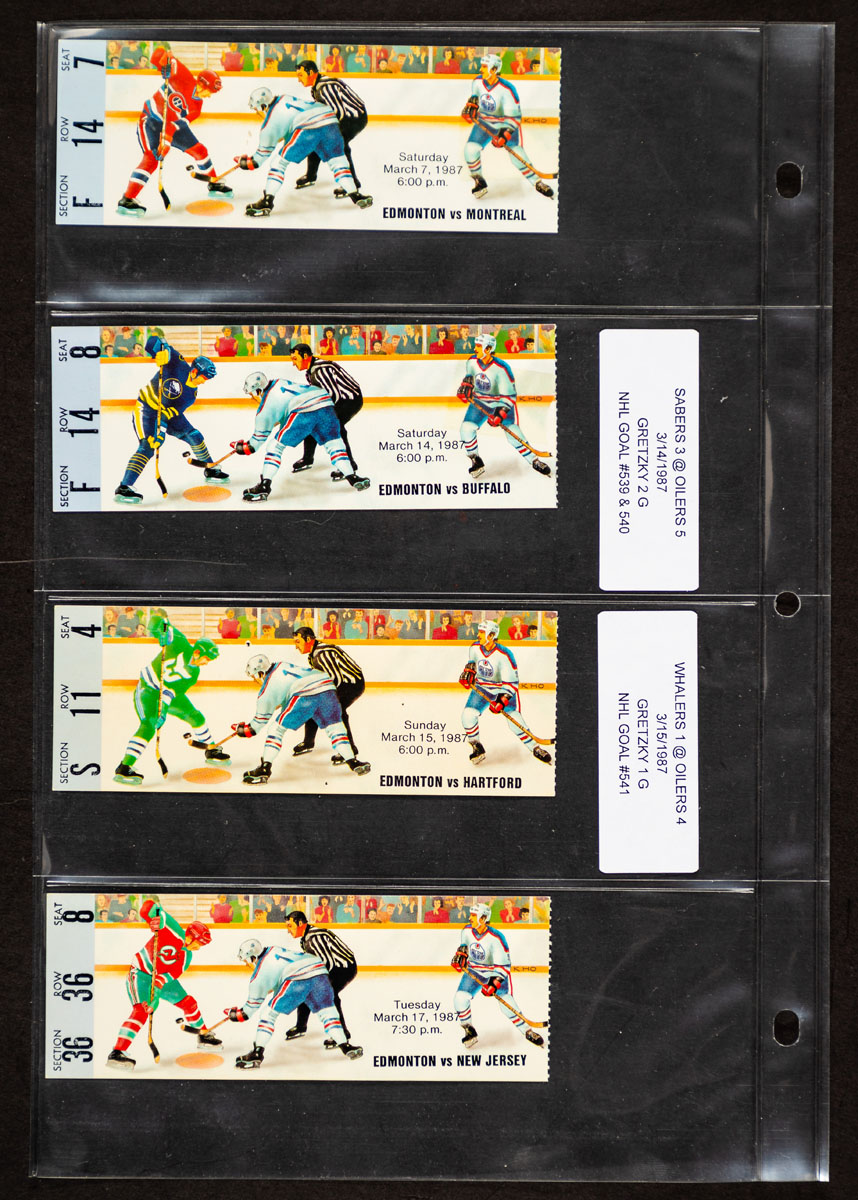 SECTION ROW SEAT
F 14 7
Saturday
March 7, 1987
6:00 p.m.
EDMONTON vs MONTREAL
K.HO
SECTION ROW SEAT
F 14 8
Saturday
March 14, 1987
6:00 p.m.
EDMONTON vs BUFFALO
K.HO
SABERS 3 @ OILERS 5
3/14/1987
GRETZKY 2 G
NHL GOAL #539 & 540
SECTION ROW SEAT
S 11 4
Sunday
March 15, 1987
6:00 p.m.
EDMONTON vs HARTFORD
K.HO
WHALERS 1 @ OILERS 4
3/15/1987
GRETZKY 1 G
NHL GOAL #541
SECTION ROW SEAT
36 36 8
Tuesday
March 17, 1987
7:30 p.m.
EDMONTON vs NEW JERSEY
K.HO